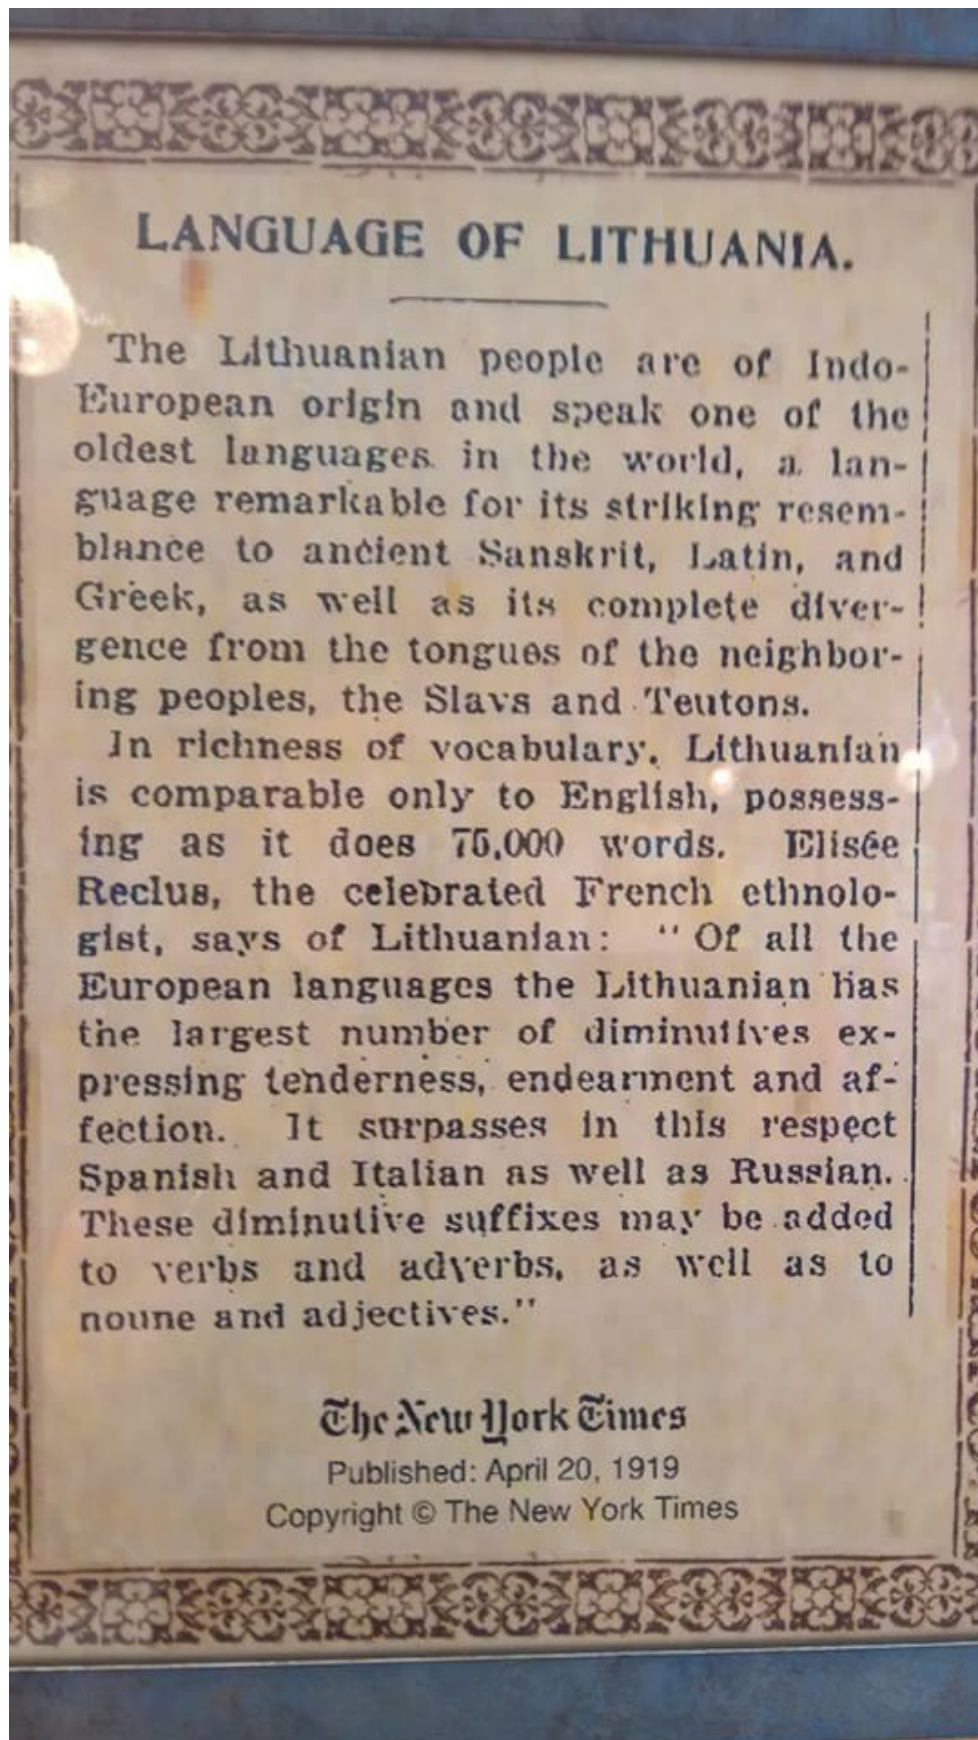 LANGUAGE OF LITHUANIA.
The Lithuanian people are of Indo-
European origin and speak one of the
oldest languages in the world, a lan-
guage remarkable for its striking resem-
blance to ancient Sanskrit, Latin, and
Greek, as well as its complete diver-
gence from the tongues of the neighbor-
ing peoples, the Slavs and Teutons.
In richness of vocabulary, Lithuanian
is comparable only to English, possess-
ing as it does 75,000 words. Elisée
Reclus, the celebrated French ethnolo-
gist, says of Lithuanian: "Of all the
European languages the Lithuanian has
the largest number of diminutives ex-
pressing tenderness, endearment and af-
fection. It surpasses in this respect
Spanish and Italian as well as Russian.
These diminutive suffixes may be added
to verbs and adverbs, as well as to
noune and adjectives."
The New York Times
Published: April 20, 1919
Copyright © The New York Times